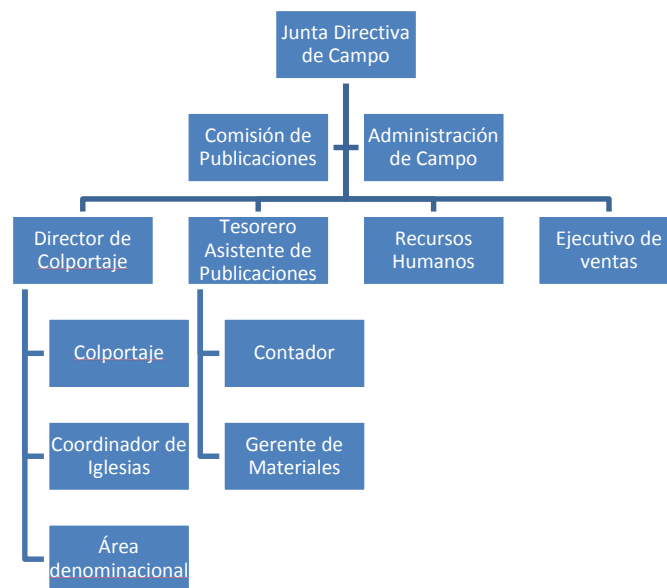 Junta Directiva
de Campo
Comisión de
Publicaciones
Administración
de Campo
Director de
Colportaje
Tesorero
Asistente de
Publicaciones
Recursos
Humanos
Ejecutivo de
ventas
Colportaje
Contador
Coordinador de
Iglesias
Gerente de
Materiales
Área
denominacional